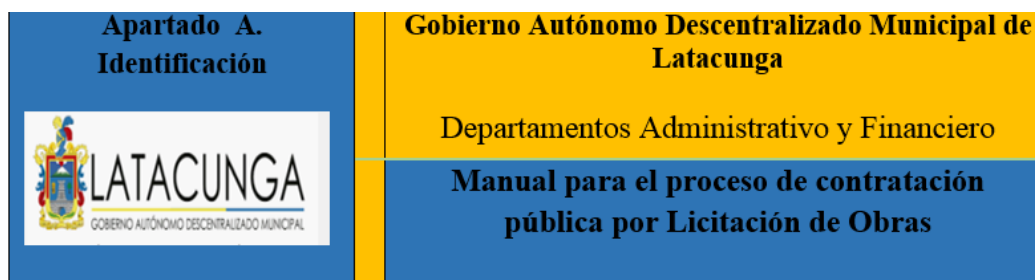 Apartado A.
Identificación
LATACUNGA
GOBIERNO AUTÓNOMO DESCENTRALIZADO MUNICIPAL
Gobierno Autónomo Descentralizado Municipal de
Latacunga
Departamentos Administrativo y Financiero
Manual para el proceso de contratación
pública por Licitación de Obras